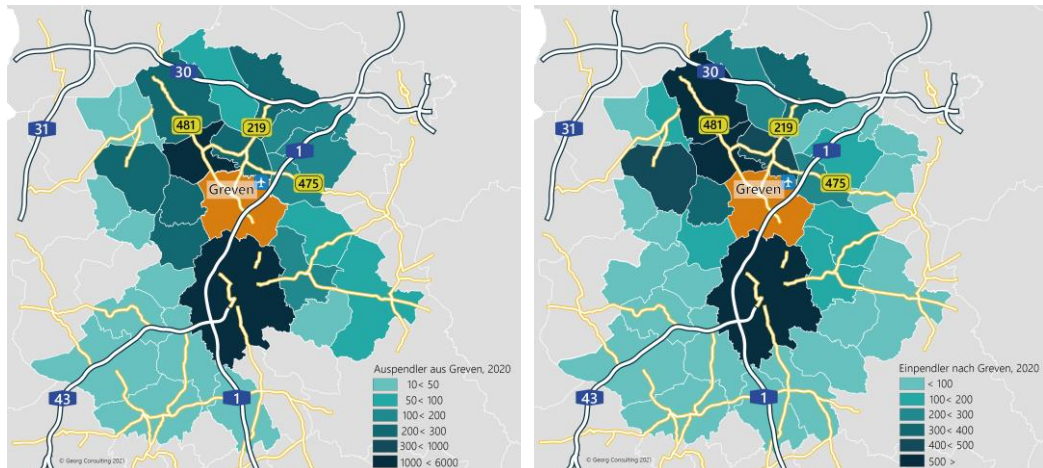 30
31
481
219
1
475
Greven
43
1
Auspendler aus Greven, 2020
10 < 50
50 < 100
100 < 200
200 < 300
300 < 1000
1000 < 6000
© Georg Consulting 2021
30
31
481
219
1
475
Greven
43
1
Einpendler nach Greven, 2020
< 100
100 < 200
200 < 300
300 < 400
400 < 500
500 >
© Georg Consulting 2021